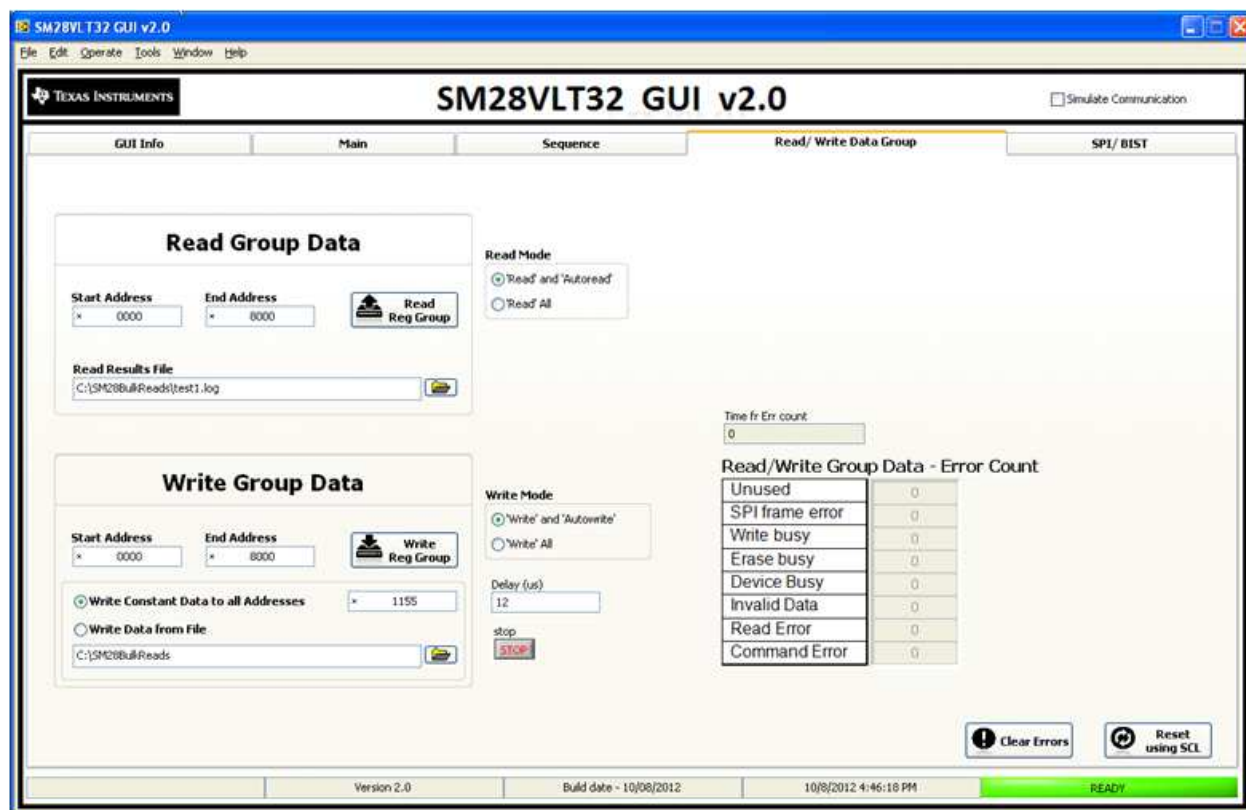 SM28VLT32 GUI v2.0
File Edit Operate Tools Window Help
TEXAS INSTRUMENTS
SM28VLT32 GUI v2.0
Simulate Communication
GUI Info Main Sequence Read/ Write Data Group SPI/ BIST
Read Group Data
Start Address End Address
× 0000 × 8000
Read
Reg Group
Read Results File
C:\SM28BulkReads\test1.log
Read Mode
'Read' and 'Autoread'
'Read' All
Write Group Data
Start Address End Address
× 0000 × 8000
Write
Reg Group
Write Constant Data to all Addresses × 1155
Write Data from File
C:\SM28BulkReads
Write Mode
'Write' and 'Autowrite'
'Write' All
Delay (us)
12
stop
STOP
Time fr Err count
0
Read/Write Group Data - Error Count
Unused 0
SPI frame error 0
Write busy 0
Erase busy 0
Device Busy 0
Invalid Data 0
Read Error 0
Command Error 0
Clear Errors
Reset
using SCL
Version 2.0 Build date - 10/08/2012 10/8/2012 4:46:18 PM READY